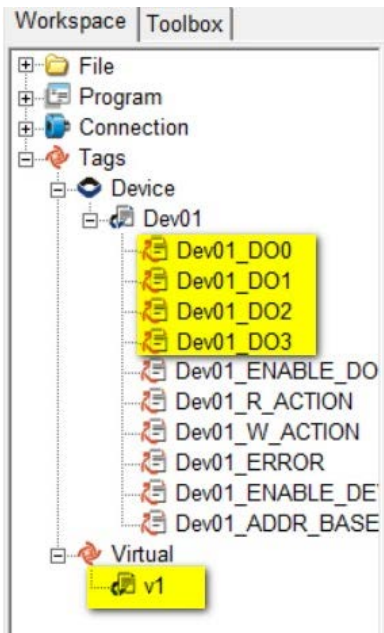 Workspace Toolbox
File
Program
Connection
Tags
Device
Dev01
Dev01_DO0
Dev01_DO1
Dev01_DO2
Dev01_DO3
Dev01_ENABLE_DO
Dev01_R_ACTION
Dev01_W_ACTION
Dev01_ERROR
Dev01_ENABLE_DE
Dev01_ADDR_BASE
Virtual
v1